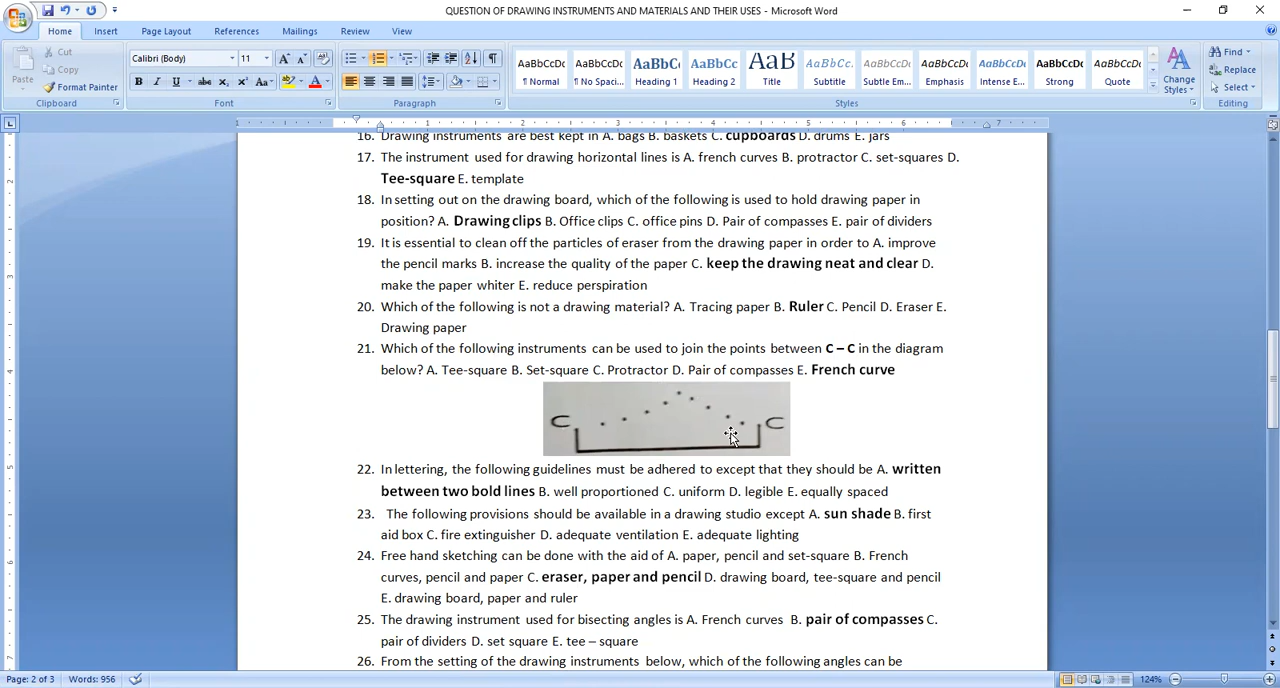 QUESTION OF DRAWING INSTRUMENTS AND MATERIALS AND THEIR USES - Microsoft Word
Home Insert Page Layout References Mailings Review View
Paste Cut Copy Format Painter Clipboard
Calibri (Body) 11 Font
Paragraph
AaBbCcDc AaBbCcDc AaBbC AaBbCc AaB AaBbCc. AaBbCcDc AaBbCcDc AaBbCcDc AaBbCcDc AaBbCcDc
¶ Normal ¶ No Spaci... Heading 1 Heading 2 Title Subtitle Subtle Em... Emphasis Intense E... Strong Quote
Change Styles Styles
Find Replace Select Editing
16. Drawing instruments are best kept in A. bags B. baskets C. cupboards D. drums E. jars
17. The instrument used for drawing horizontal lines is A. french curves B. protractor C. set-squares D.
Tee-square E. template
18. In setting out on the drawing board, which of the following is used to hold drawing paper in
position? A. Drawing clips B. Office clips C. office pins D. Pair of compasses E. pair of dividers
19. It is essential to clean off the particles of eraser from the drawing paper in order to A. improve
the pencil marks B. increase the quality of the paper C. keep the drawing neat and clear D.
make the paper whiter E. reduce perspiration
20. Which of the following is not a drawing material? A. Tracing paper B. Ruler C. Pencil D. Eraser E.
Drawing paper
21. Which of the following instruments can be used to join the points between C – C in the diagram
below? A. Tee-square B. Set-square C. Protractor D. Pair of compasses E. French curve
C C
22. In lettering, the following guidelines must be adhered to except that they should be A. written
between two bold lines B. well proportioned C. uniform D. legible E. equally spaced
23. The following provisions should be available in a drawing studio except A. sun shade B. first
aid box C. fire extinguisher D. adequate ventilation E. adequate lighting
24. Free hand sketching can be done with the aid of A. paper, pencil and set-square B. French
curves, pencil and paper C. eraser, paper and pencil D. drawing board, tee-square and pencil
E. drawing board, paper and ruler
25. The drawing instrument used for bisecting angles is A. French curves B. pair of compasses C.
pair of dividers D. set square E. tee – square
26. From the setting of the drawing instruments below, which of the following angles can be
Page: 2 of 3 Words: 956 124%